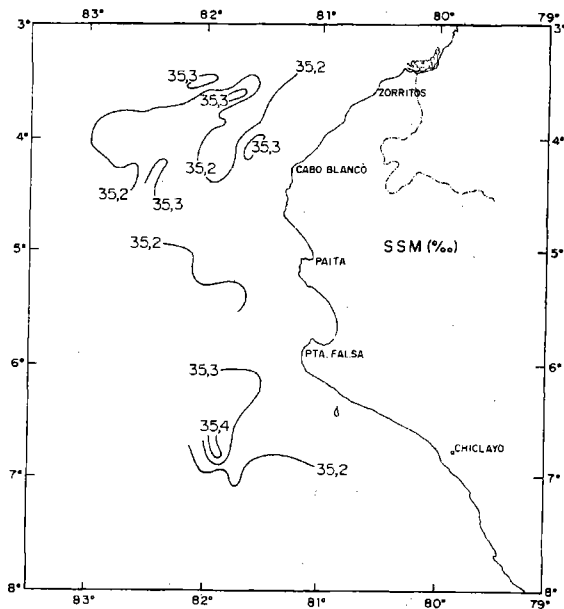 83° 82° 81° 80° 79°
3° 3°
35,3 35,2
35,3
ZORRITOS
4° 4°
35,3
35,2
CABO BLANCO
35,2
35,3
35,2 SSM (‰)
5° 5°
PAITA
PTA. FALSA
6° 6°
35,3
35,4
CHICLAYO
35,2
7° 7°
8° 8°
83° 82° 81° 80° 79°